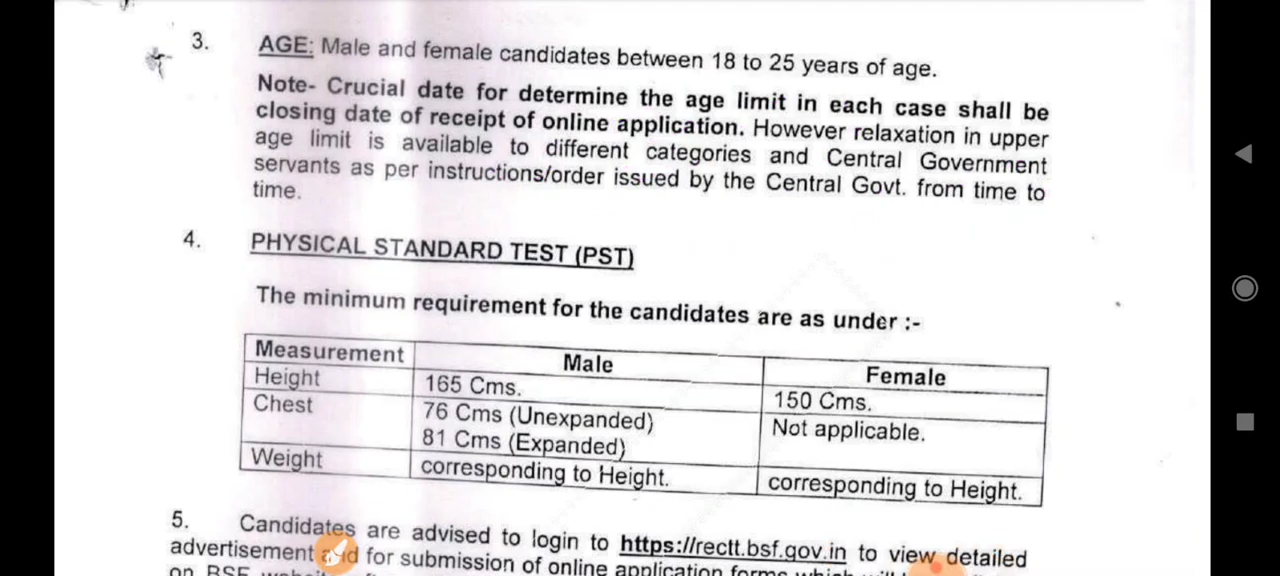 3. AGE: Male and female candidates between 18 to 25 years of age.
Note- Crucial date for determine the age limit in each case shall be
closing date of receipt of online application. However relaxation in upper
age limit is available to different categories and Central Government
servants as per instructions/order issued by the Central Govt. from time to
time.
4. PHYSICAL STANDARD TEST (PST)
The minimum requirement for the candidates are as under :-
Measurement Male Female
Height 165 Cms. 150 Cms.
Chest 76 Cms (Unexpanded) Not applicable.
81 Cms (Expanded)
Weight corresponding to Height. corresponding to Height.
5. Candidates are advised to login to https://rectt.bsf.gov.in to view detailed
advertisement and for submission of online application forms which will
on BSF